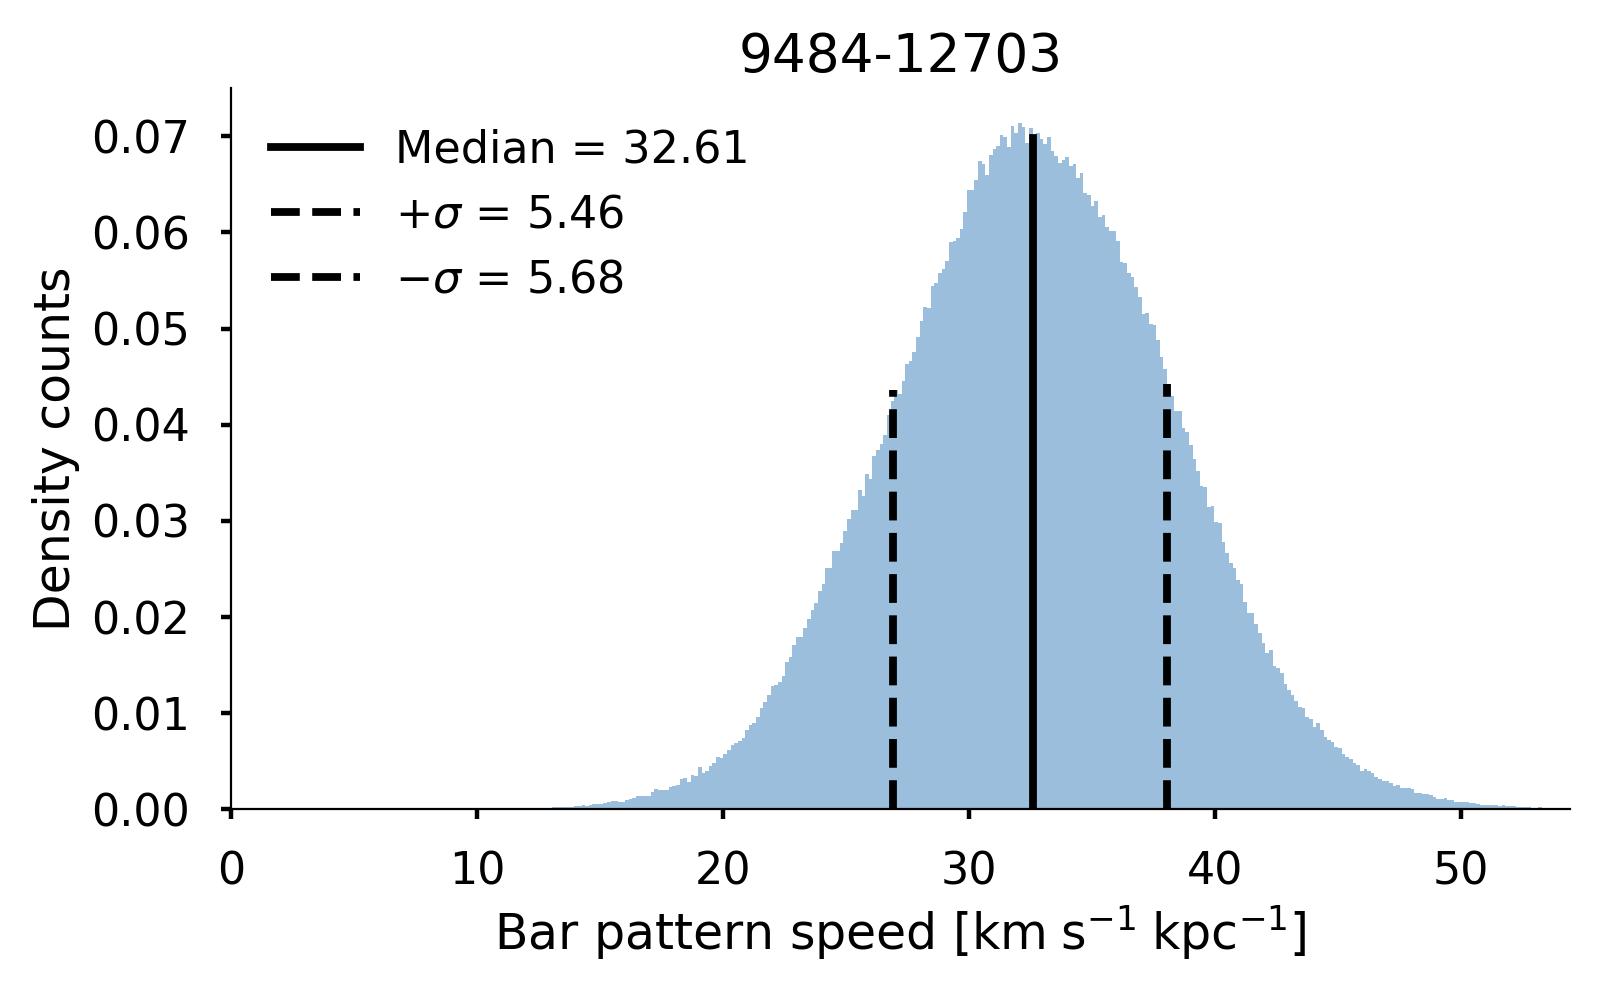 9484-12703
Median = 32.61
+σ = 5.46
−σ = 5.68
Density counts
0.07
0.06
0.05
0.04
0.03
0.02
0.01
0.00
0 10 20 30 40 50
Bar pattern speed [km s⁻¹ kpc⁻¹]